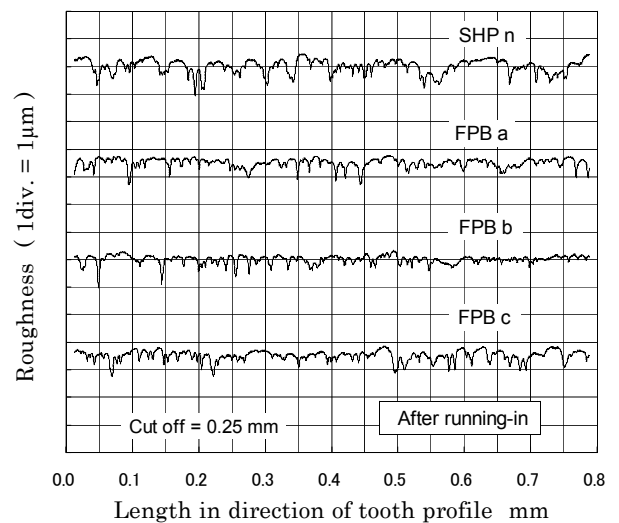 SHP n
FPB a
FPB b
FPB c
Cut off = 0.25 mm
After running-in
Roughness ( 1div. = 1µm )
0.0 0.1 0.2 0.3 0.4 0.5 0.6 0.7 0.8
Length in direction of tooth profile mm